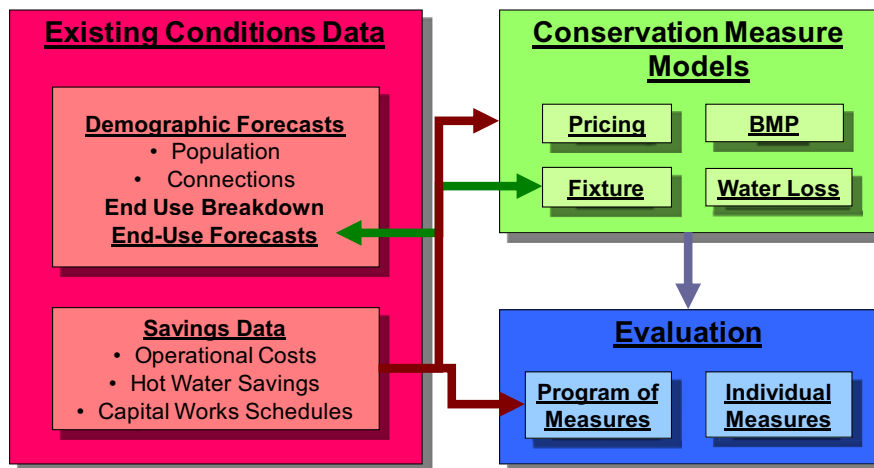 Existing Conditions Data
Demographic Forecasts
• Population
• Connections
End Use Breakdown
End-Use Forecasts
Savings Data
• Operational Costs
• Hot Water Savings
• Capital Works Schedules
Conservation Measure
Models
Pricing
BMP
Fixture
Water Loss
Evaluation
Program of
Measures
Individual
Measures